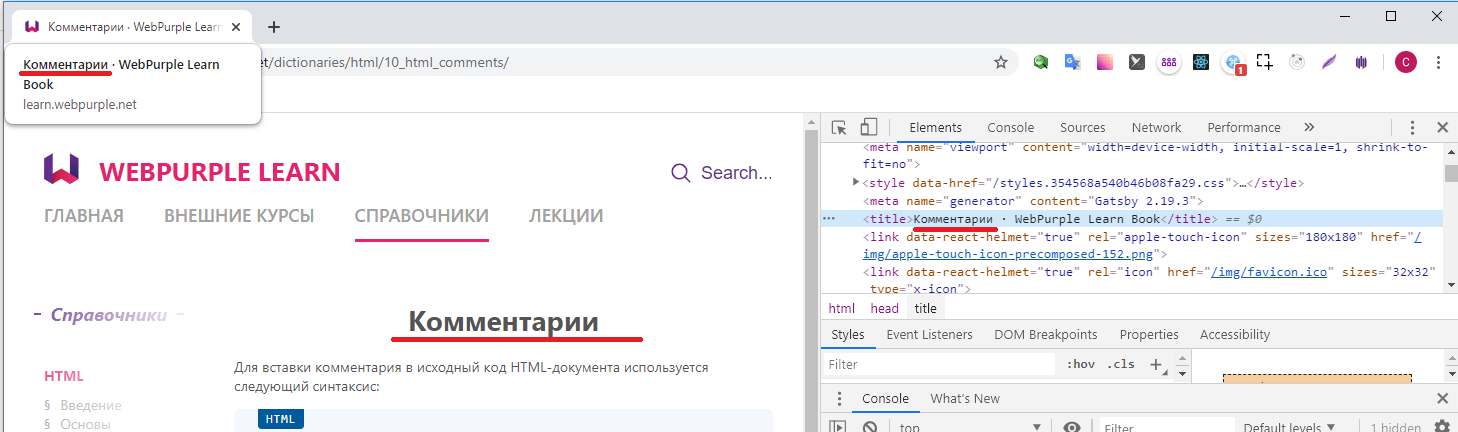 Комментарии · WebPurple Learn
Комментарии · WebPurple Learn
Book
learn.webpurple.net
et/dictionaries/html/10_html_comments/
1
C
WEBPURPLE LEARN
Search...
ГЛАВНАЯ ВНЕШНИЕ КУРСЫ СПРАВОЧНИКИ ЛЕКЦИИ
- Справочники -
Комментарии
Для вставки комментария в исходный код HTML-документа используется
следующий синтаксис:
HTML
HTML
§ Введение
§ Основы
Elements Console Sources Network Performance »
<meta name="viewport" content="width=device-width, initial-scale=1, shrink-to-
fit=no">
<style data-href="/styles.354568a540b46b08fa29.css">…</style>
<meta name="generator" content="Gatsby 2.19.3">
<title>Комментарии · WebPurple Learn Book</title> == $0
<link data-react-helmet="true" rel="apple-touch-icon" sizes="180x180" href="/
img/apple-touch-icon-precomposed-152.png">
<link data-react-helmet="true" rel="icon" href="/img/favicon.ico" sizes="32x32"
type="x-icon">
html head title
Styles Event Listeners DOM Breakpoints Properties Accessibility
Filter :hov .cls +
Console What's New
top Filter Default levels ▼ 1 hidden